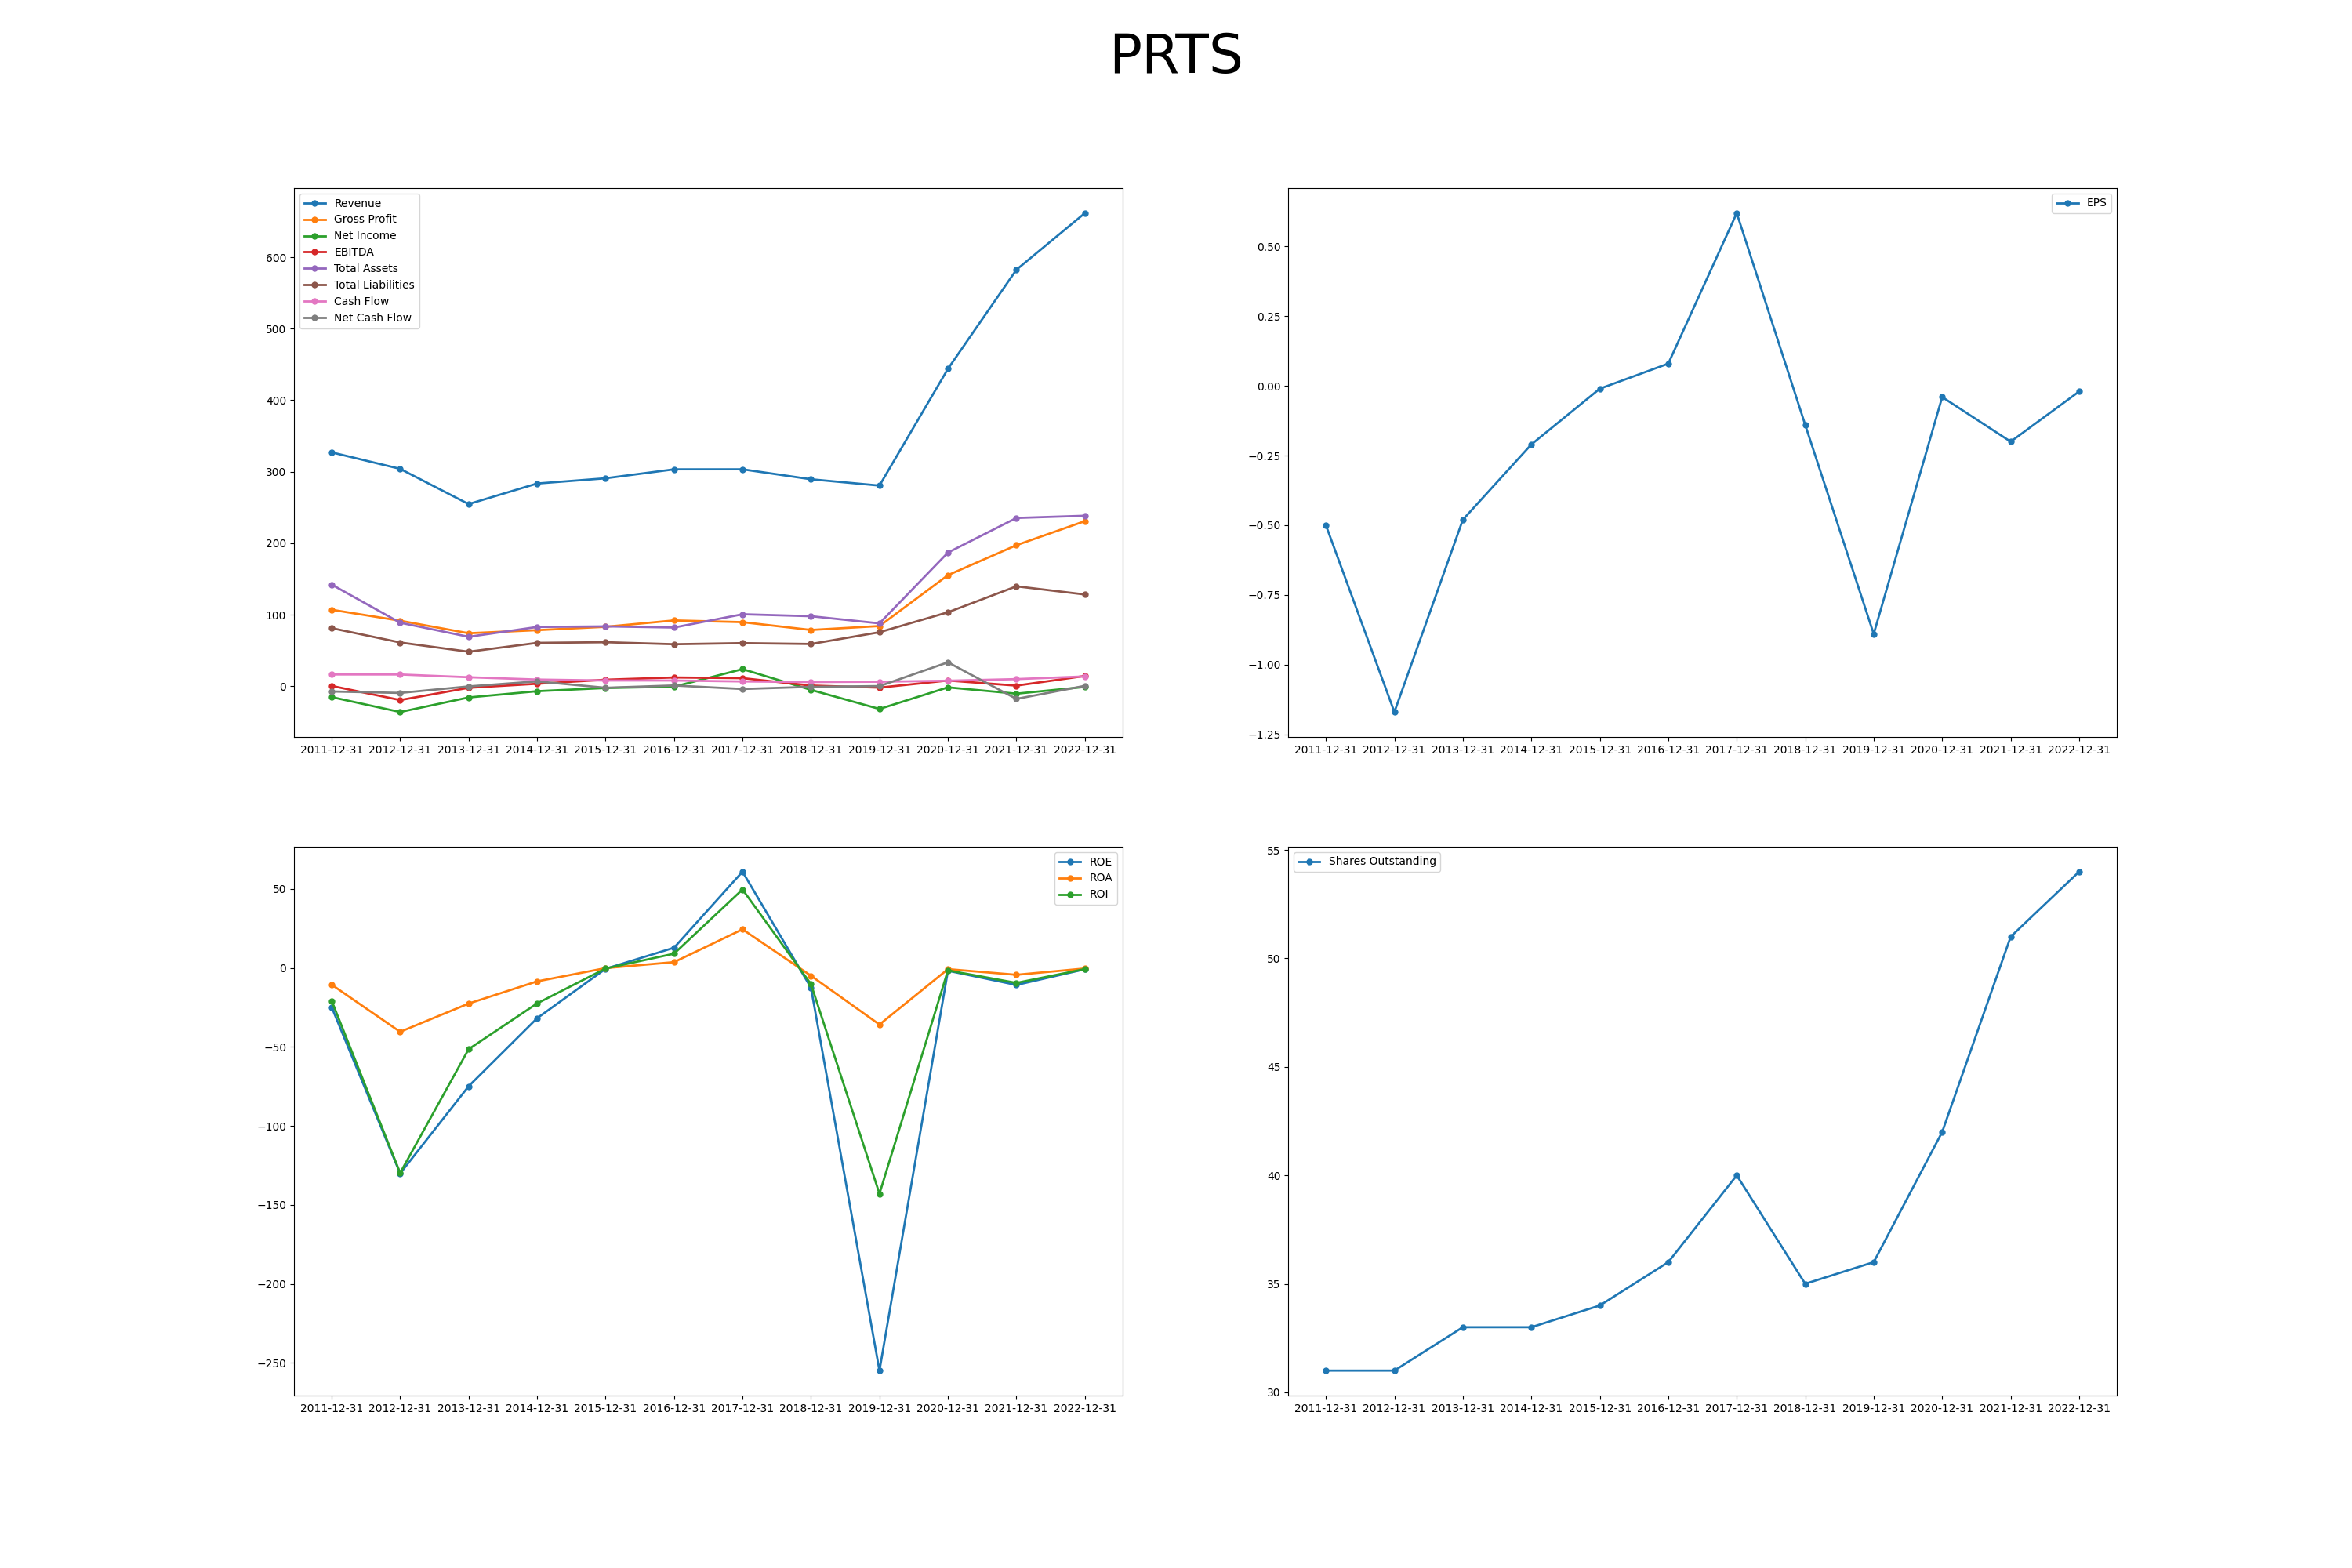 PRTS
Revenue
Gross Profit
Net Income
EBITDA
Total Assets
Total Liabilities
Cash Flow
Net Cash Flow
600
500
400
300
200
100
0
2011-12-31 2012-12-31 2013-12-31 2014-12-31 2015-12-31 2016-12-31 2017-12-31 2018-12-31 2019-12-31 2020-12-31 2021-12-31 2022-12-31
EPS
0.50
0.25
0.00
−0.25
−0.50
−0.75
−1.00
−1.25
2011-12-31 2012-12-31 2013-12-31 2014-12-31 2015-12-31 2016-12-31 2017-12-31 2018-12-31 2019-12-31 2020-12-31 2021-12-31 2022-12-31
ROE
ROA
ROI
50
0
−50
−100
−150
−200
−250
2011-12-31 2012-12-31 2013-12-31 2014-12-31 2015-12-31 2016-12-31 2017-12-31 2018-12-31 2019-12-31 2020-12-31 2021-12-31 2022-12-31
Shares Outstanding
55
50
45
40
35
30
2011-12-31 2012-12-31 2013-12-31 2014-12-31 2015-12-31 2016-12-31 2017-12-31 2018-12-31 2019-12-31 2020-12-31 2021-12-31 2022-12-31